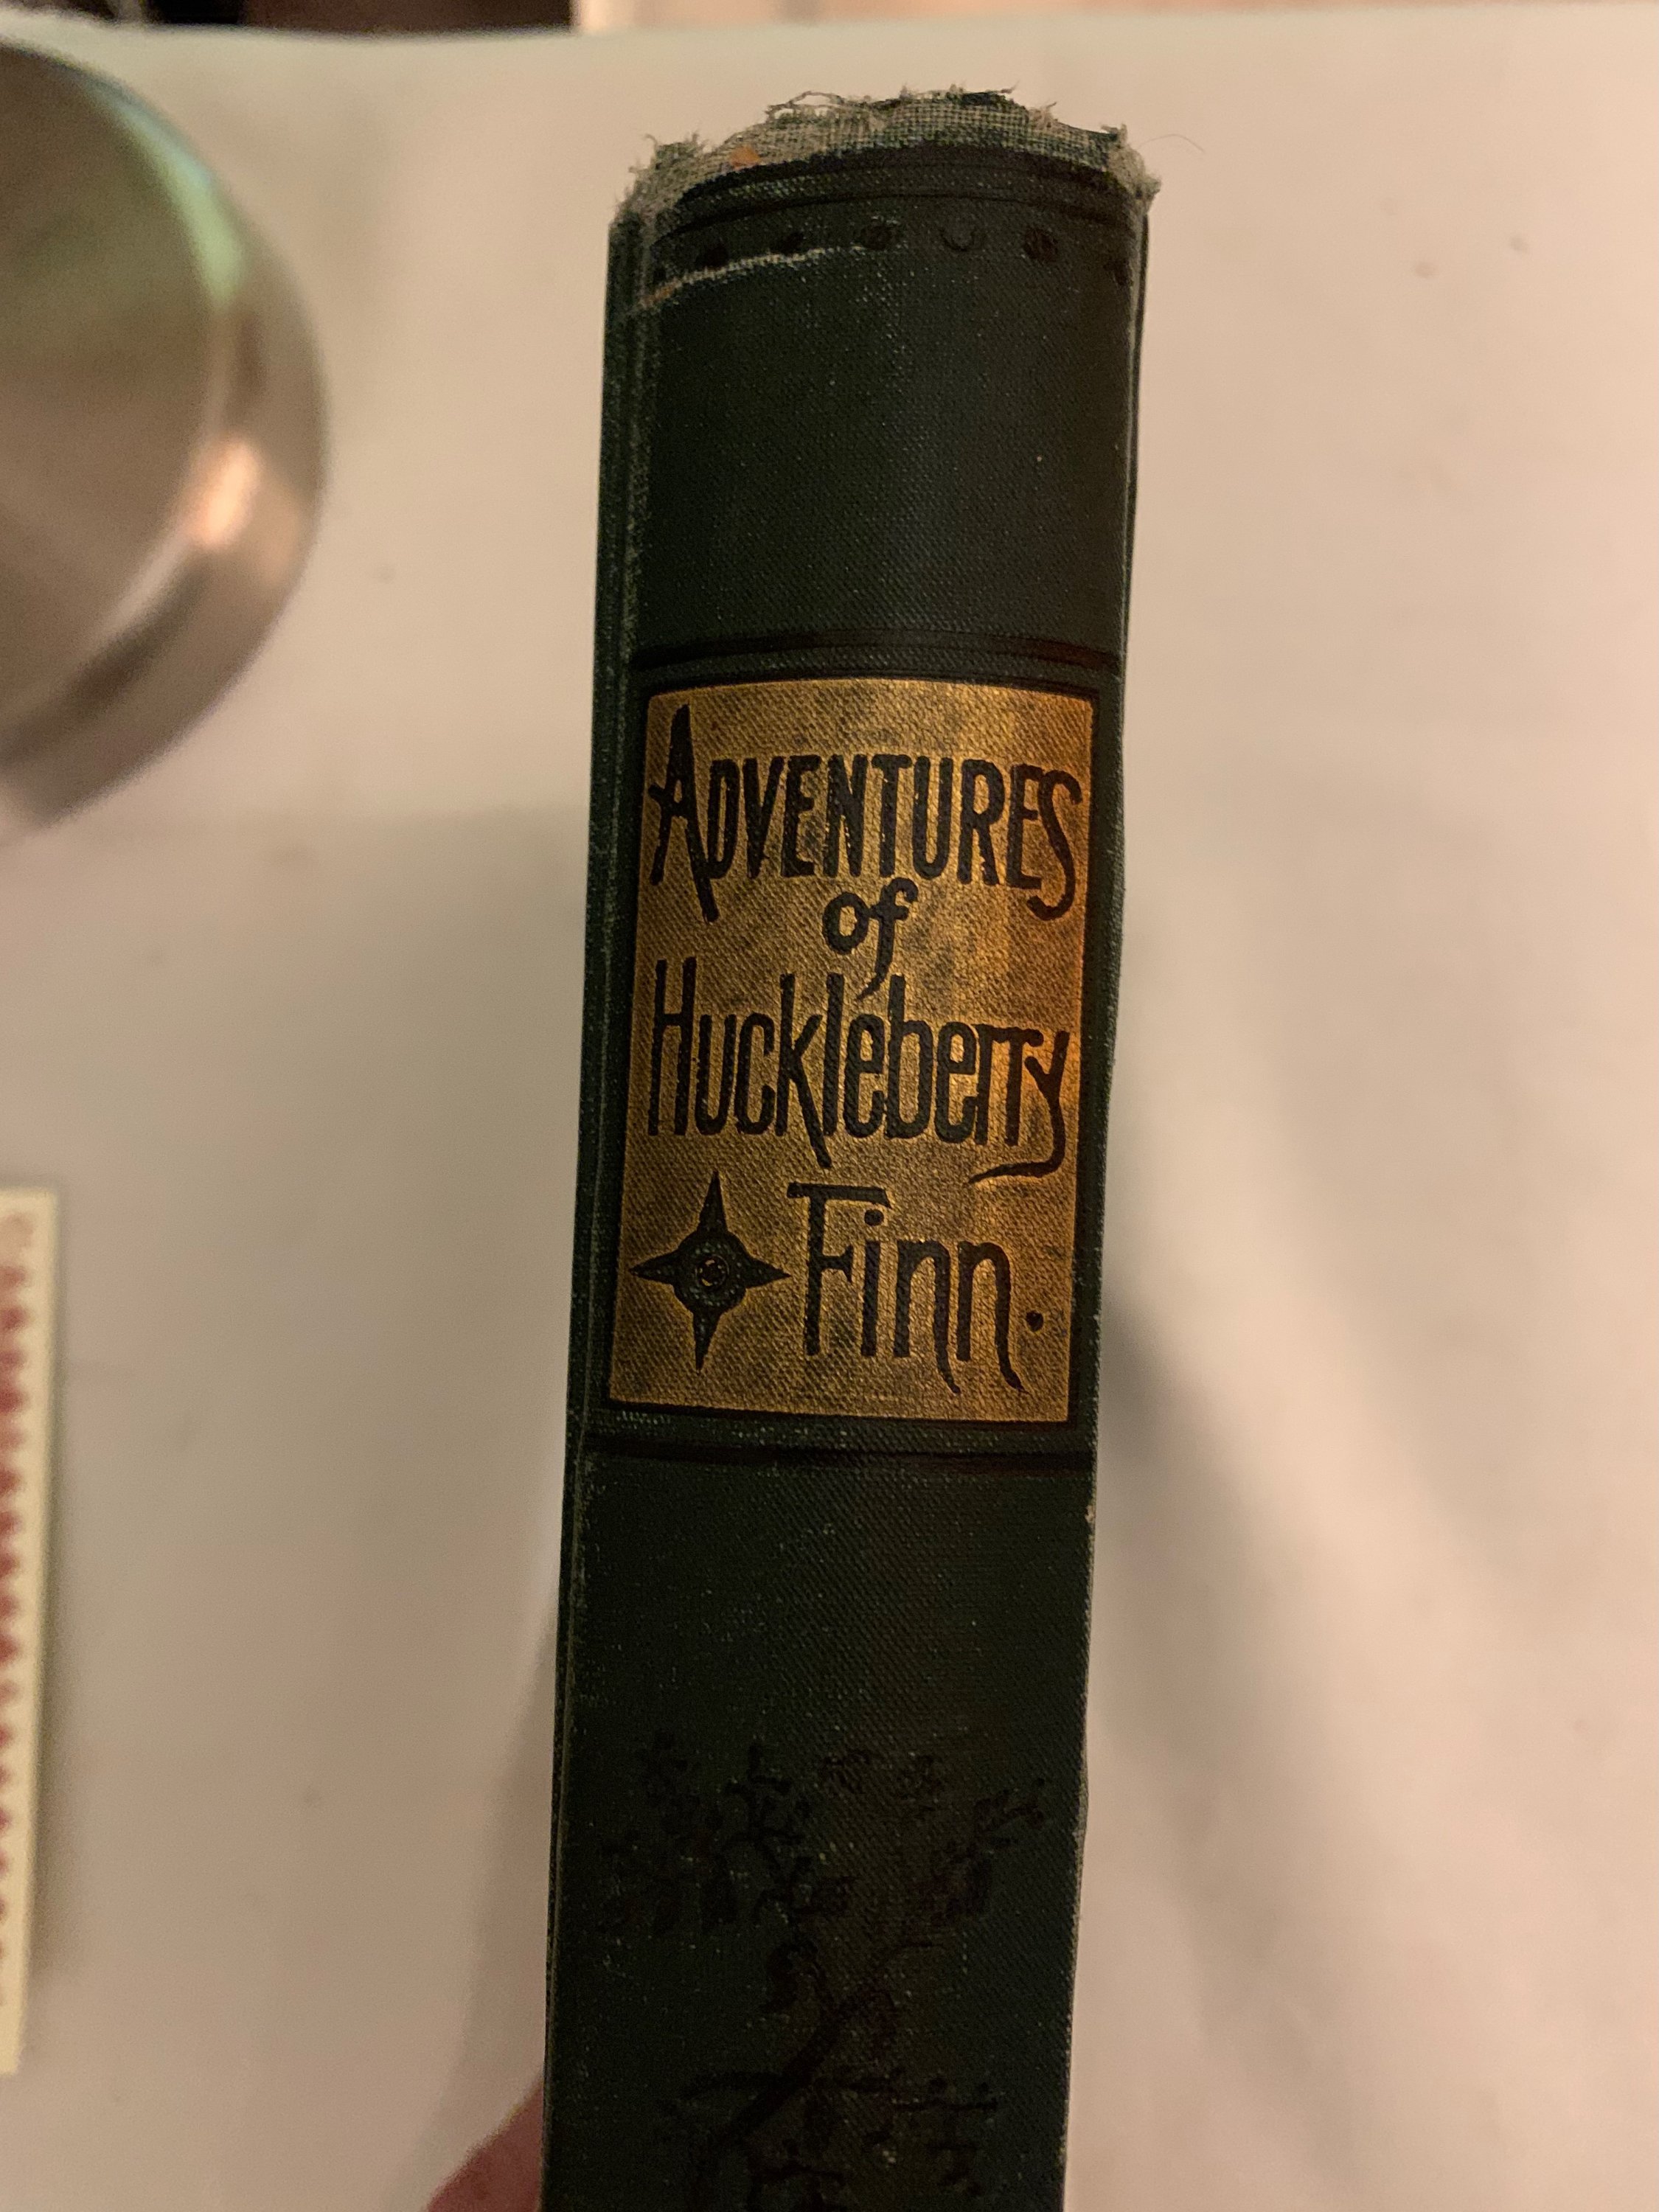 ADVENTURES
of
Huckleberry
Finn.